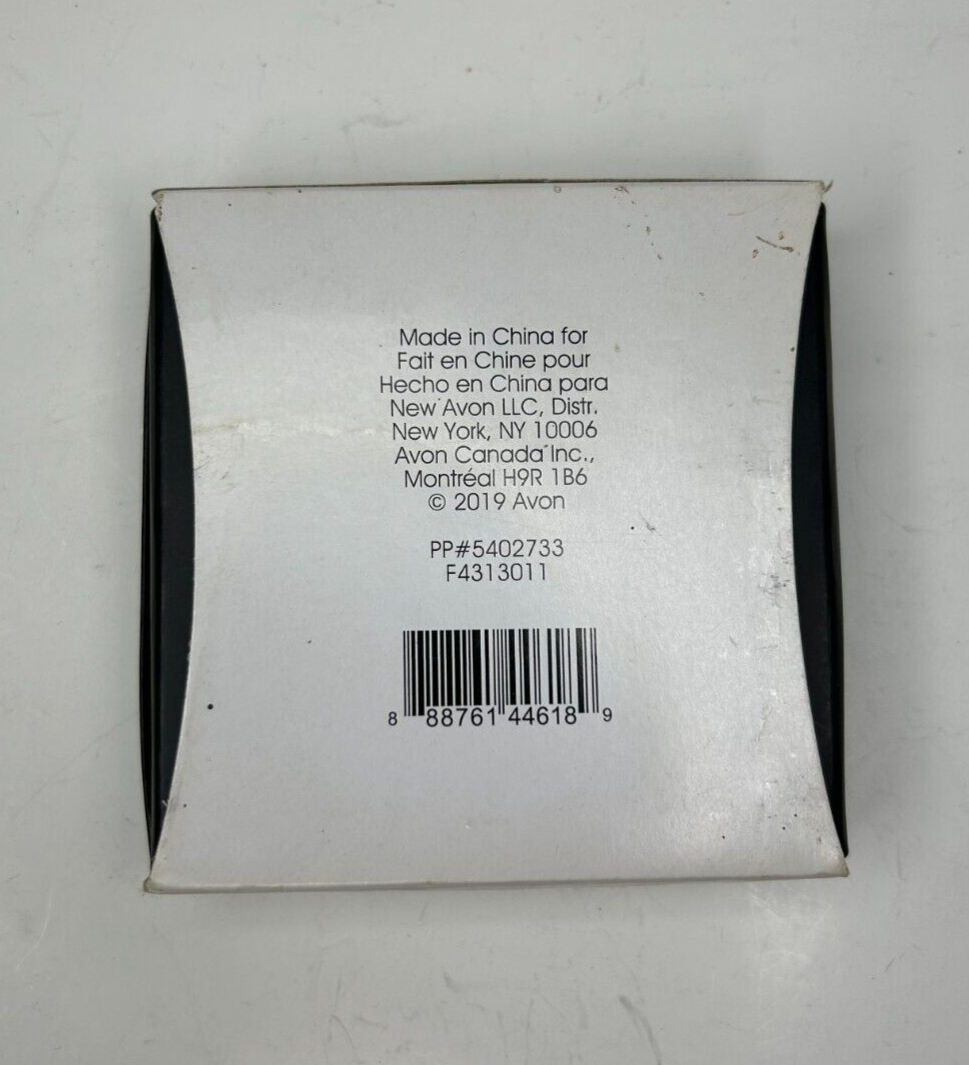 Made in China for
Fait en Chine pour
Hecho en China para
New Avon LLC, Distr.
New York, NY 10006
Avon Canada Inc.,
Montréal H9R 1B6
© 2019 Avon
PP#5402733
F4313011
8 88761 44618 9